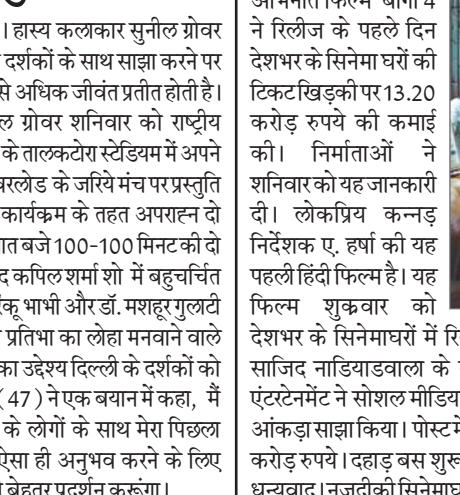 । हास्य कलाकार सुनील ग्रोवर
दर्शकों के साथ साझा करने पर
से अधिक जीवंत प्रतीत होती है।
ग्रोवर शनिवार को राष्ट्रीय
के तालकटोरा स्टेडियम में अपने
के जरिये मंच पर प्रस्तुति
कार्यक्रम के तहत अपराह्न दो
बजे 100-100 मिनट की दो
कपिल शर्मा शो में बहुचर्चित
भाभी और डॉ. मशहूर गुलाटी
प्रतिभा का लोहा मनवाने वाले
का उद्देश्य दिल्ली के दर्शकों को
(47) ने एक बयान में कहा, मैं
के लोगों के साथ मेरा पिछला
ऐसा ही अनुभव करने के लिए
बेहतर प्रदर्शन करूंगा।
अभिनीत फिल्म बागी 4
ने रिलीज के पहले दिन
देशभर के सिनेमा घरों की
टिकट खिड़की पर 13.20
करोड़ रुपये की कमाई
की। निर्माताओं ने
शनिवार को यह जानकारी
दी। लोकप्रिय कन्नड़
निर्देशक ए. हर्षा की यह
पहली हिंदी फिल्म है। यह
फिल्म शुक्रवार को
देशभर के सिनेमाघरों में
साजिद नाडियाडवाला के
एंटरटेनमेंट ने सोशल मीडिया
आंकड़ा साझा किया। पोस्ट में
करोड़ रुपये। दहाड़ बस शुरू
धन्यवाद। नजदीकी सिनेमाघ